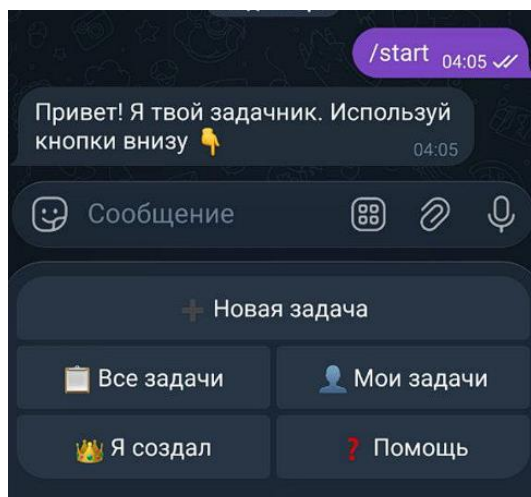 /start 04:05
Привет! Я твой задачник. Используй
кнопки внизу 👇
04:05
Сообщение
➕ Новая задача
📋 Все задачи
👤 Мои задачи
👑 Я создал
❓ Помощь